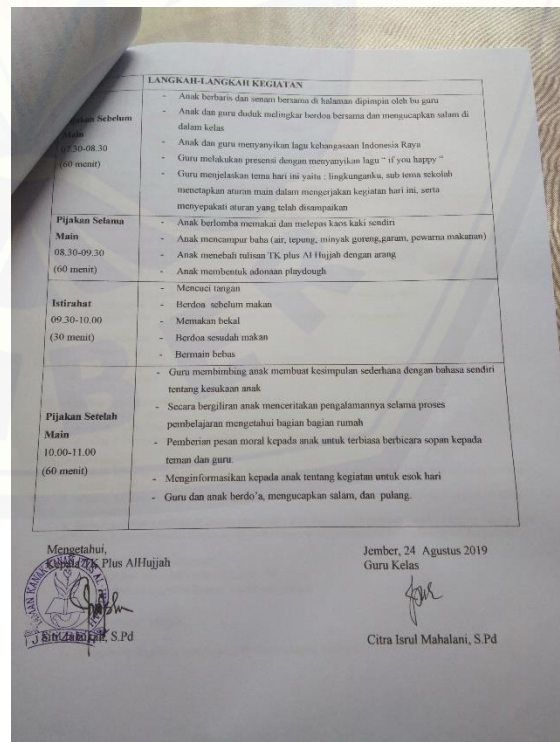 LANGKAH-LANGKAH KEGIATAN
Sebelum
Main
07.30-08.30
(60 menit)
- Anak berbaris dan senam bersama di halaman dipimpin oleh bu guru
- Anak dan guru duduk melingkar berdoa bersama dan mengucapkan salam di
dalam kelas
- Anak dan guru menyanyikan lagu kebangsaan Indonesia Raya
- Guru melakukan presensi dengan menyanyikan lagu “ if you happy “
- Guru menjelaskan tema hari ini yaitu : lingkunganku, sub tema sekolah
menetapkan aturan main dalam mengerjakan kegiatan hari ini, serta
menyepakati aturan yang telah disampaikan
Pijakan Selama
Main
08.30-09.30
(60 menit)
- Anak berlomba memakai dan melepas kaos kaki sendiri
- Anak mencampur baha (air, tepung, minyak goreng,garam, pewarna makanan)
- Anak menebali tulisan TK plus Al Hujjah dengan arang
- Anak membentuk adonaan playdough
Istirahat
09.30-10.00
(30 menit)
- Mencuci tangan
- Berdoa sebelum makan
- Memakan bekal
- Berdoa sesudah makan
- Bermain bebas
Pijakan Setelah
Main
10.00-11.00
(60 menit)
- Guru membimbing anak membuat kesimpulan sederhana dengan bahasa sendiri
tentang kesukaan anak
- Secara bergiliran anak menceritakan pengalamannya selama proses
pembelajaran mengetahui bagian bagian rumah
- Pemberian pesan moral kepada anak untuk terbiasa berbicara sopan kepada
teman dan guru.
- Menginformasikan kepada anak tentang kegiatan untuk esok hari
- Guru dan anak berdo’a, mengucapkan salam, dan pulang.
Mengetahui,
Kepala TK Plus AlHujjah
S.Pd
Jember, 24 Agustus 2019
Guru Kelas
Citra Isrul Mahalani, S.Pd